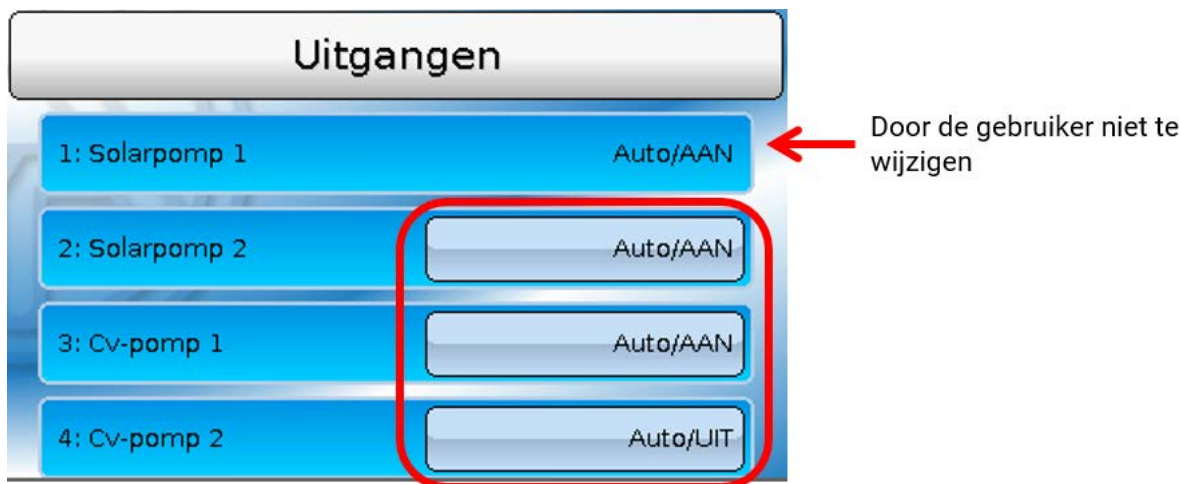 Uitgangen
1: Solarpomp 1 Auto/AAN
Door de gebruiker niet te
wijzigen
2: Solarpomp 2 Auto/AAN
3: Cv-pomp 1 Auto/AAN
4: Cv-pomp 2 Auto/UIT